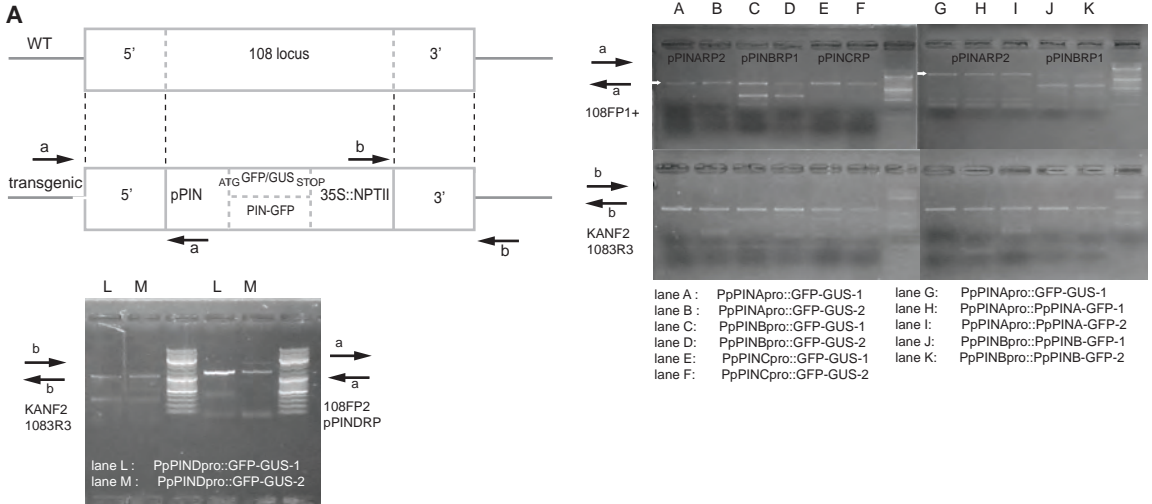 A
WT
5’ 108 locus 3’
a
b
transgenic
5’ pPIN ATG GFP/GUS STOP 35S::NPTII 3’
PIN-GFP
a
b
L M L M
b
b
KANF2
1083R3
a
a
108FP2
pPINDRP
lane L : PpPINDpro::GFP-GUS-1
lane M : PpPINDpro::GFP-GUS-2
A B C D E F G H I J K
a
a
108FP1+
pPINARP2 pPINBRP1 pPINCRP pPINARP2 pPINBRP1
b
b
KANF2
1083R3
lane A : PpPINApro::GFP-GUS-1
lane B : PpPINApro::GFP-GUS-2
lane C: PpPINBpro::GFP-GUS-1
lane D: PpPINBpro::GFP-GUS-2
lane E: PpPINCpro::GFP-GUS-1
lane F: PpPINCpro::GFP-GUS-2
lane G: PpPINApro::GFP-GUS-1
lane H: PpPINApro::PpPINA-GFP-1
lane I: PpPINApro::PpPINA-GFP-2
lane J: PpPINBpro::PpPINB-GFP-1
lane K: PpPINBpro::PpPINB-GFP-2